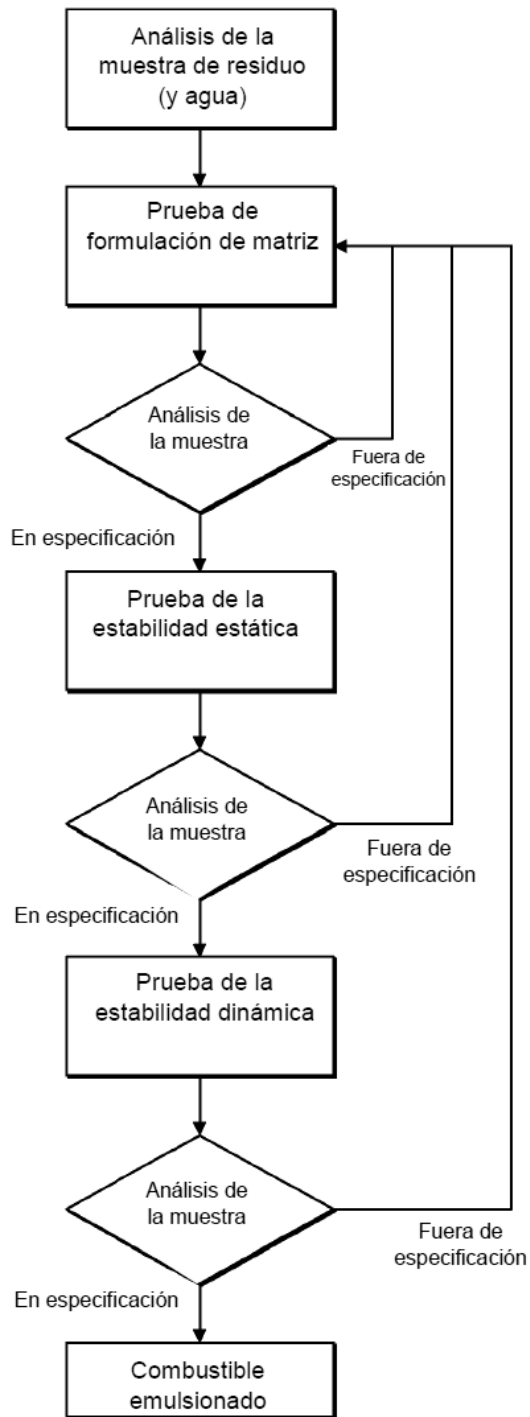 Análisis de la
muestra de residuo
(y agua)
Prueba de
formulación de matriz
Análisis de
la muestra
Fuera de
especificación
En especificación
Prueba de la
estabilidad estática
Análisis de
la muestra
Fuera de
especificación
En especificación
Prueba de la
estabilidad dinámica
Análisis de
la muestra
Fuera de
especificación
En especificación
Combustible
emulsionado